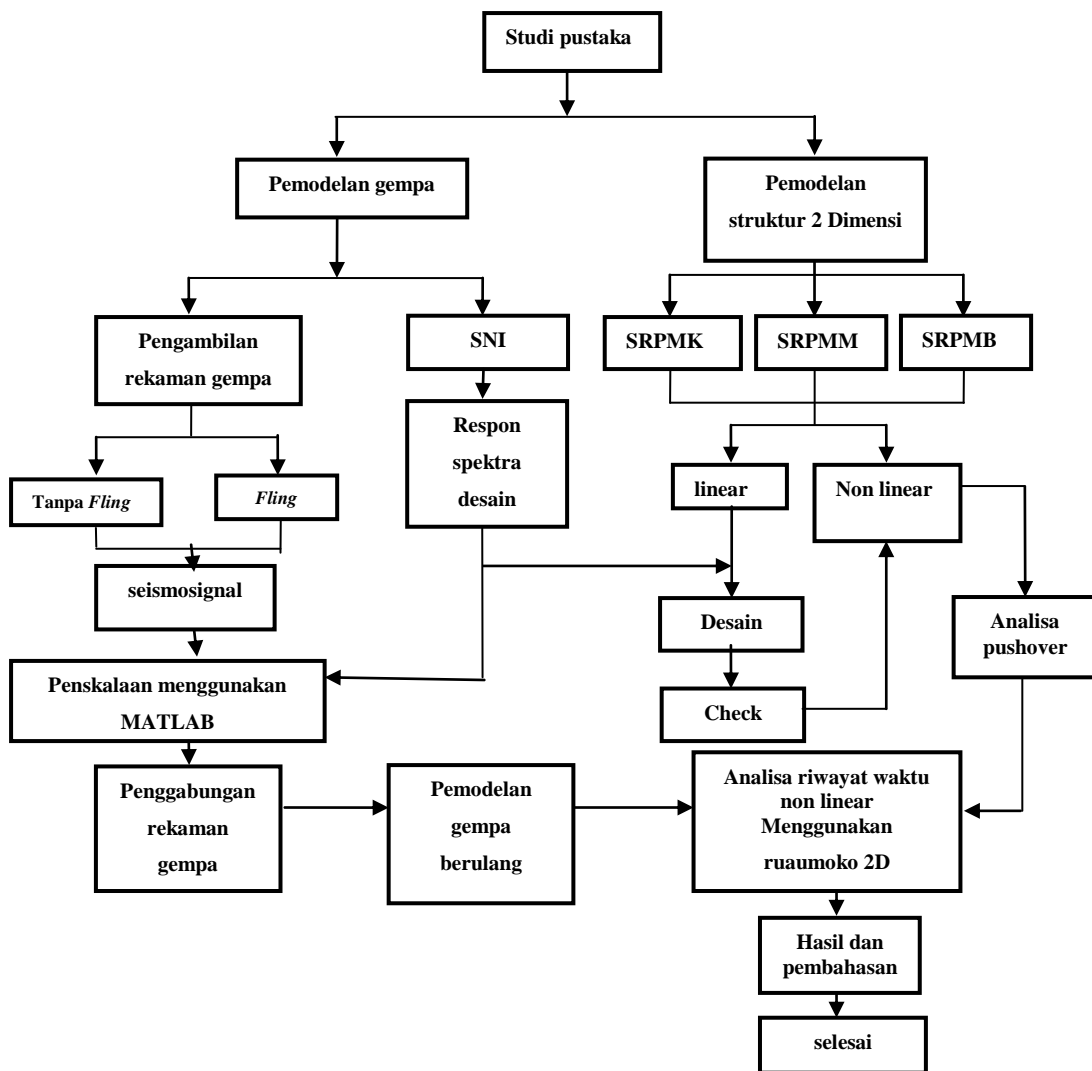 Studi pustaka
Pemodelan gempa
Pemodelan
struktur 2 Dimensi
Pengambilan
rekaman gempa
SNI
SRPMK
SRPMM
SRPMB
Respon
spektra
desain
Tanpa Fling
Fling
linear
Non linear
seismosignal
Desain
Analisa
pushover
Penskalaan menggunakan
MATLAB
Check
Penggabungan
rekaman
gempa
Pemodelan
gempa
berulang
Analisa riwayat waktu
non linear
Menggunakan
ruaumoko 2D
Hasil dan
pembahasan
selesai